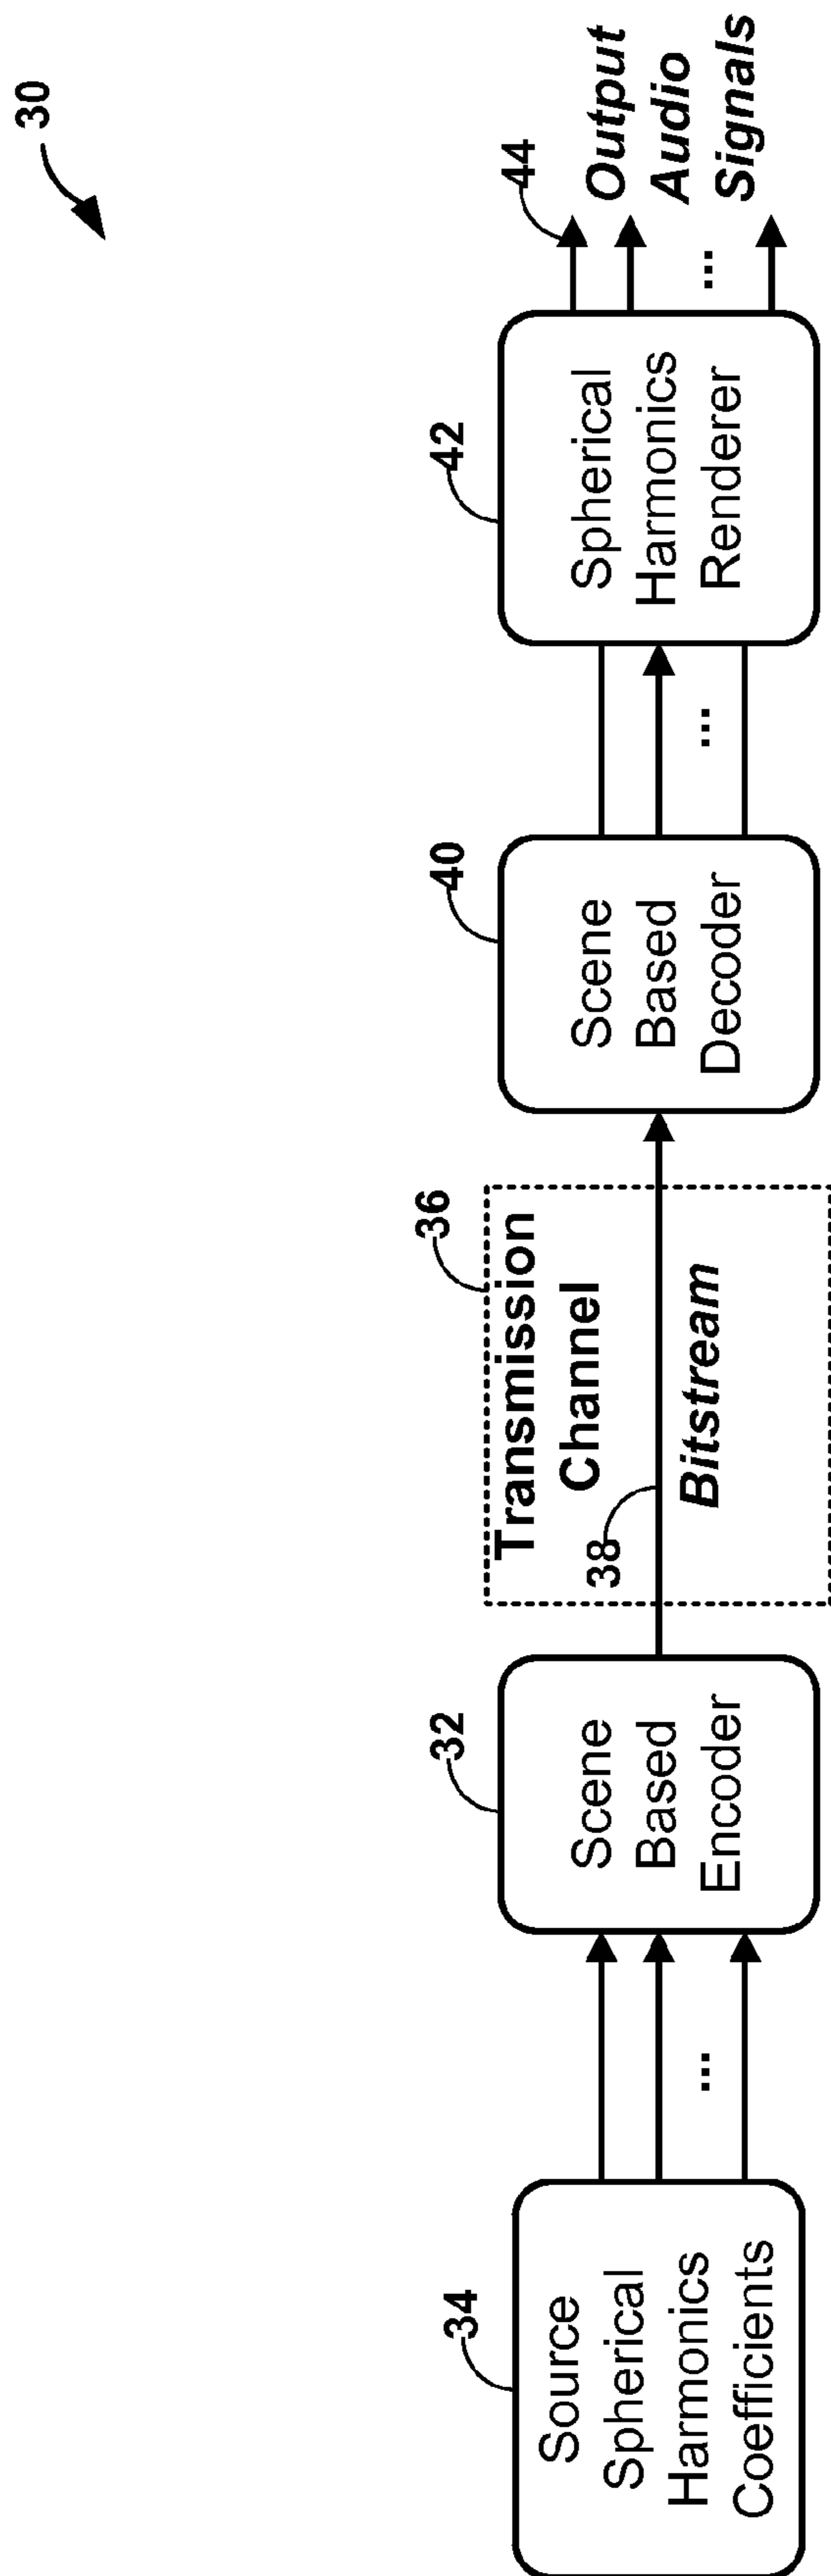 30
34
Source
Spherical
Harmonics
Coefficients
...
32
Scene
Based
Encoder
36
Transmission
Channel
38
Bitstream
40
Scene
Based
Decoder
...
42
Spherical
Harmonics
Renderer
44
...
Output
Audio
Signals